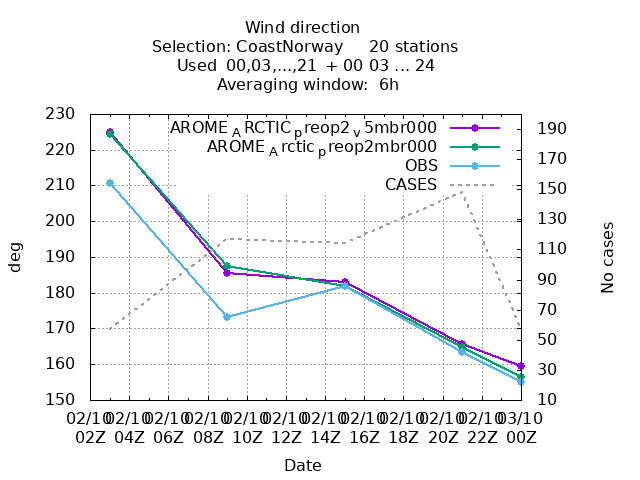 Wind direction
Selection: CoastNorway 20 stations
Used 00,03,...,21 + 00 03 ... 24
Averaging window: 6h
AROME_ARCTIC_preop2_v5mbr000
AROME_Arctic_preop2mbr000
OBS
CASES
230
220
210
200
190
180
170
160
150
deg
190
170
150
130
110
90
70
50
30
10
No cases
02/10 02/10 02/10 02/10 02/10 02/10 02/10 02/10 02/10 02/10 02/10 03/10
02Z 04Z 06Z 08Z 10Z 12Z 14Z 16Z 18Z 20Z 22Z 00Z
Date